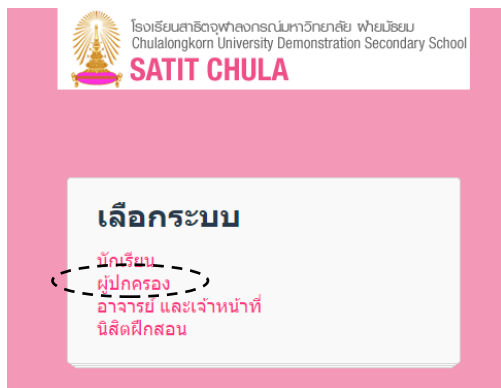 โรงเรียนสาธิตจุฬาลงกรณ์มหาวิทยาลัย ฝ่ายมัธยม
Chulalongkorn University Demonstration Secondary School
SATIT CHULA
เลือกระบบ
นักเรียน
ผู้ปกครอง
อาจารย์ และเจ้าหน้าที่
นิสิตฝึกสอน